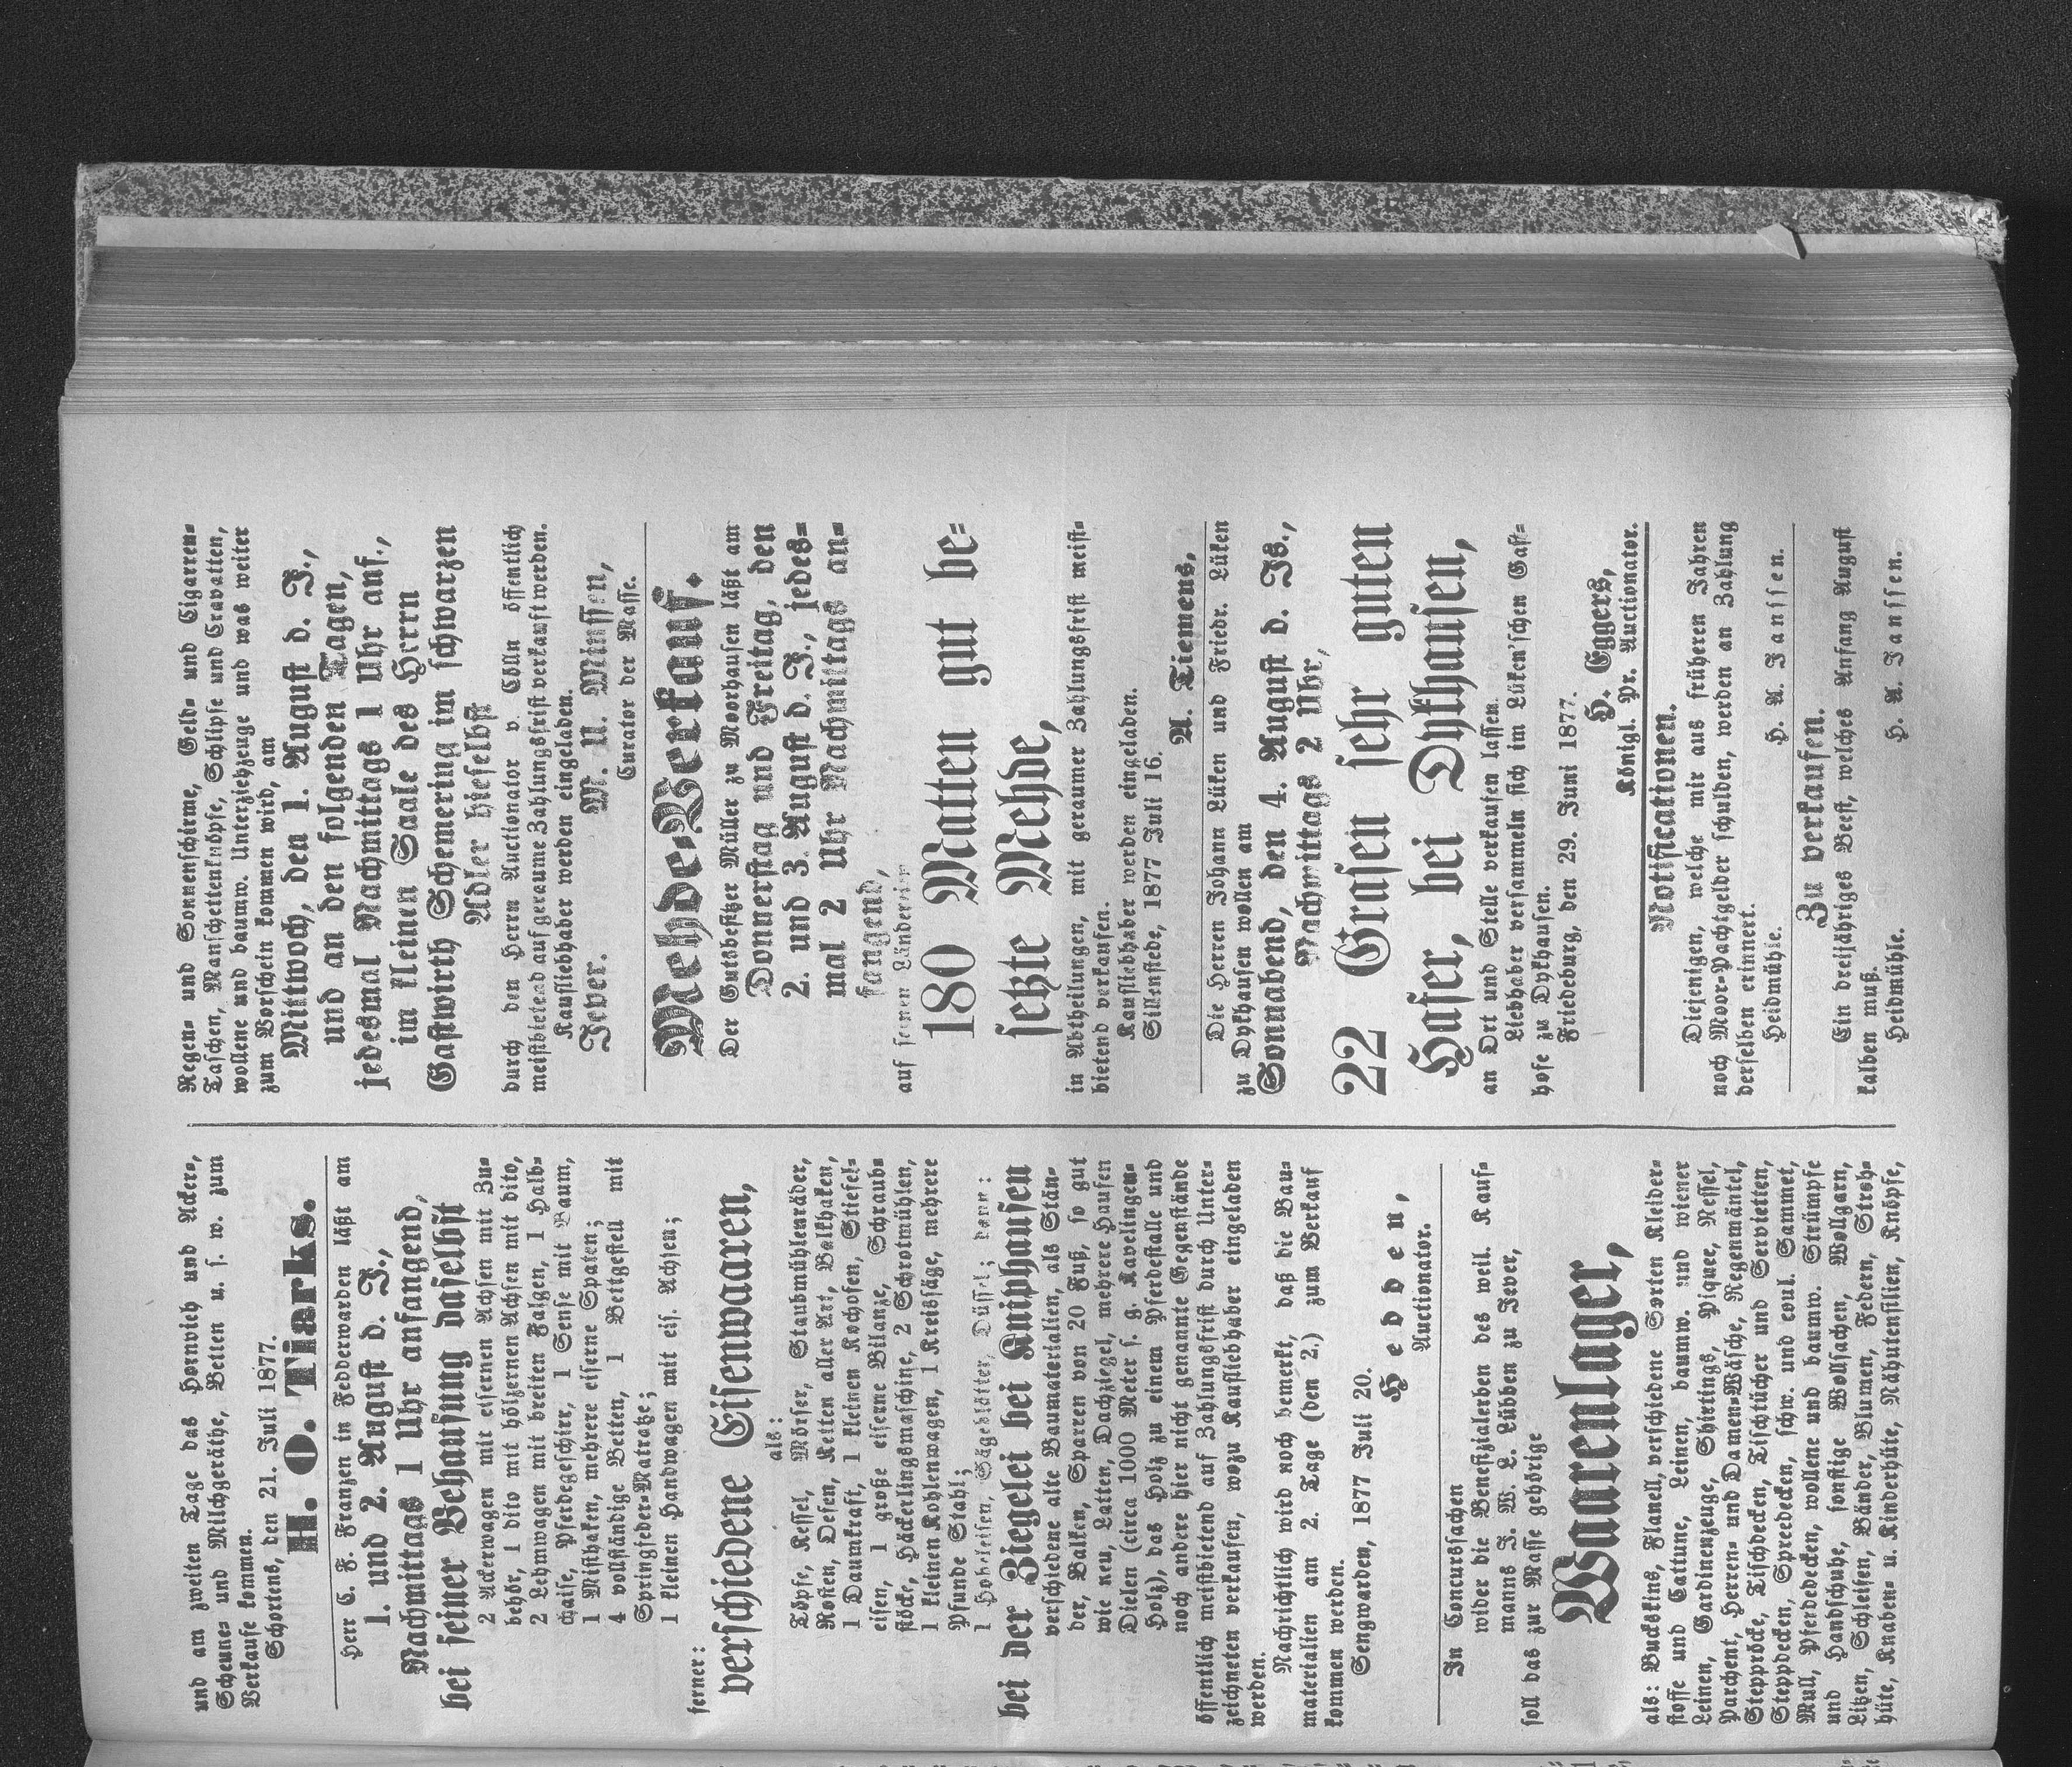 und am zweiten Tage das Hornvieh und Acker-,
Scheune- und Milchgeräthe, Betten u. s. w. zum
Verkaufe kommen.
Schortens, den 21. Juli 1877.
H. O. Tiarks.
Herr C. F. Franzen in Fedderwarden läßt am
1. und 2. August d. J.,
Nachmittags 1 Uhr anfangend,
bei seiner Behausung daselbst
2 Ackerwagen mit eisernen Achsen mit Zu-
behör, 1 dito mit hölzernen Achsen mit dito,
2 Lehmwagen mit breiten Falgen, 1 Halb-
chaise, Pferdegeschirr, 1 Sense mit Baum,
1 Misthaken, mehrere eiserne Spaten;
4 vollständige Betten, 1 Bettgestell mit
Springfeder-Matratze;
1 kleinen Handwagen mit eis. Achsen;
ferner:
verschiedene Eisenwaaren,
als:
Töpfe, Kessel, Mörser, Staubmühlenräder,
Rosten, Oefen, Ketten aller Art, Balkhaken,
1 Daumkraft, 1 kleinen Kochofen, Stiefel-
eisen, 1 große eiserne Bilanze, Schraub-
stöcke, Häckerlingsmaschine, 2 Schrotmühlen,
1 kleinen Kohlenwagen, 1 Kreissäge, mehrere
Pfunde Stahl;
1 Hobeleisen, Sägeblätter, Düssel; dann:
bei der Ziegelei bei Kniphausen
verschiedene alte Baumaterialien, als Stän-
der, Balken, Sparen von 20 Fuß, so gut
wie neu, Latten, Dachziegel, mehrere Haufen
Dielen (circa 1000 Meter s. g. Kavelingen-
Holz), das Holz zu einem Pferdestalle und
noch andere hier nicht genannte Gegenstände
öffentlich meistbietend auf Zahlungsfrist durch Unter-
zeichneten verkaufen, wozu Kaufliebhaber eingeladen
werden.
Nachrichtlich wird noch bemerkt, daß die Bau-
materialien am 2. Tage (den 2.) zum Verkauf
kommen werden.
Sengwarden, 1877 Juli 20.
Hedden,
Auctionator.
In Concurssachen
wider die Benefizialerben des weil. Kauf-
manns J. W. L. Lübben zu Jever,
soll das zur Masse gehörige
Waarenlager,
als: Buckskins, Flanell, verschiedene Sorten Kleider-
stoffe und Cattune, Leinen, baumw. und wiener
Leinen, Gardinenzeuge, Shirtings, Piquee, Nessel,
Parchent, Herren- und Damen-Wäsche, Regenmäntel,
Stepproöcke, Tischdecken, Tischtücher und Servietten,
Steppdecken, Spreedecken, schw. und coul. Sammet,
Mull, Pferdedecken, wollene und baumw. Strümpfe
und Handschuhe, sonstige Wollsachen, Wollgarn,
Litzen, Schleifen, Bänder, Blumen, Federn, Stroh-
hüte, Knaben- u. Kinderhüte, Nähutensilien, Knöpfe,
Regen- und Sonnenschirme, Geld- und Cigarren-
Taschen, Manschettenknöpfe, Schlipse und Cravatten,
wollene und baumw. Unterziehzeuge und was weiter
zum Vorschein kommen wird, am
Mittwoch, den 1. August d. J.,
und an den folgenden Tagen,
jedesmal Nachmittags 1 Uhr anf.,
im kleinen Saale des Herrn
Gastwirth Schemering im schwarzen
Adler hieselbst
durch den Herrn Auctionator v. Cölln öffentlich
meistbietend auf geraume Zahlungsfrist verkauft werden.
Kaufliebhaber werden eingeladen.
Jever. M. U. Minssen,
Curator der Masse.
Mehde-Verkauf.
Der Gutsbesitzer Müller zu Moorhausen läßt am
Donnerstag und Freitag, den
2. und 3. August d. J., jedes-
mal 2 Uhr Nachmittags an-
fangend,
auf seinen Ländereien
180 Matten gut be-
setzte Mehde,
in Abtheilungen, mit geraumer Zahlungsfrist meist-
bietend verkaufen.
Kaufliebhaber werden eingeladen.
Sillenstede, 1877 Juli 16.
A. Tiemens.
Die Herren Johann Lüken und Friedr. Lüken
zu Dykhausen wollen am
Sonnabend, den 4. August d. Js.,
Nachmittags 2 Uhr,
22 Grasen sehr guten
Hafer, bei Dykhausen,
an Ort und Stelle verkaufen lassen.
Liebhaber versammeln sich im Lüken'schen Gast-
hofe zu Dykhausen.
Friedeburg, den 29. Juni 1877.
H. Eggers,
Königl. Pr. Auctionator.
Notificationen.
Diejenigen, welche mir aus früheren Jahren
noch Moor-Pachtgelder schulden, werden an Zahlung
derselben erinnert.
Heidmühle. H. A. Janssen.
Zu verkaufen.
Ein dreijähriges Beest, welches Anfang August
kalben muß.
Heidmühle. H. A. Janssen.